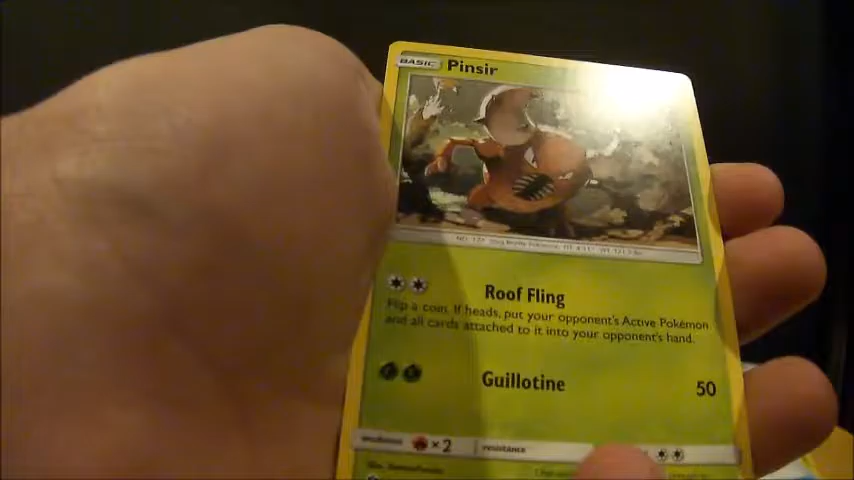 BASIC Pinsir
Roof Fling
Flip a coin. If heads, put your opponent's Active Pokémon
and all cards attached to it into your opponent's hand.
Guillotine 50
weakness ×2 resistance